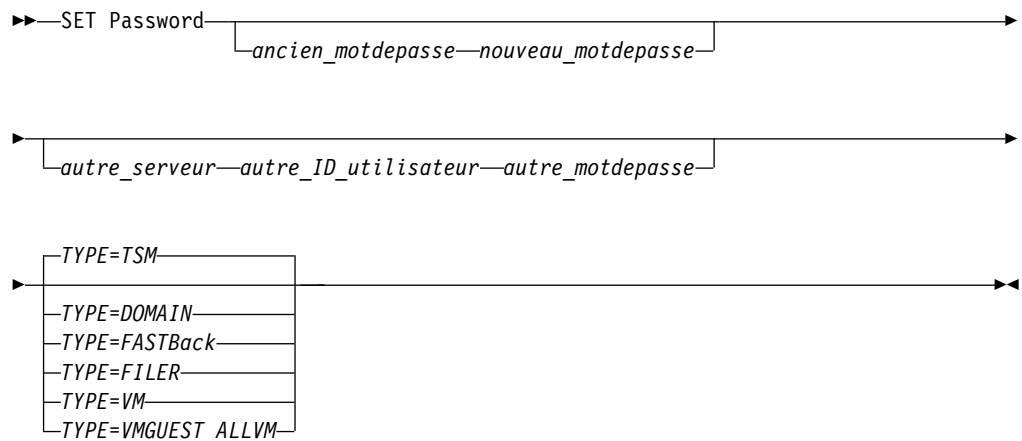 SET Password
ancien_motdepasse nouveau_motdepasse
autre_serveur autre_ID_utilisateur autre_motdepasse
TYPE=TSM
TYPE=DOMAIN
TYPE=FASTBack
TYPE=FILER
TYPE=VM
TYPE=VMGUEST ALLVM